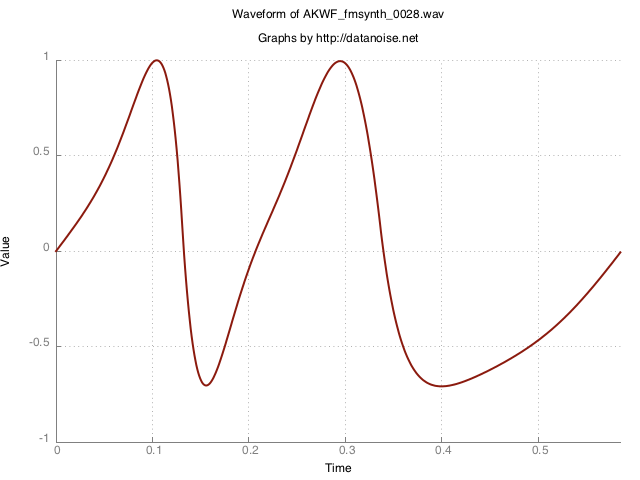 Waveform of AKWF_fmsynth_0028.wav
Graphs by http://datanoise.net
1
0.5
0
-0.5
-1
Value
0 0.1 0.2 0.3 0.4 0.5
Time